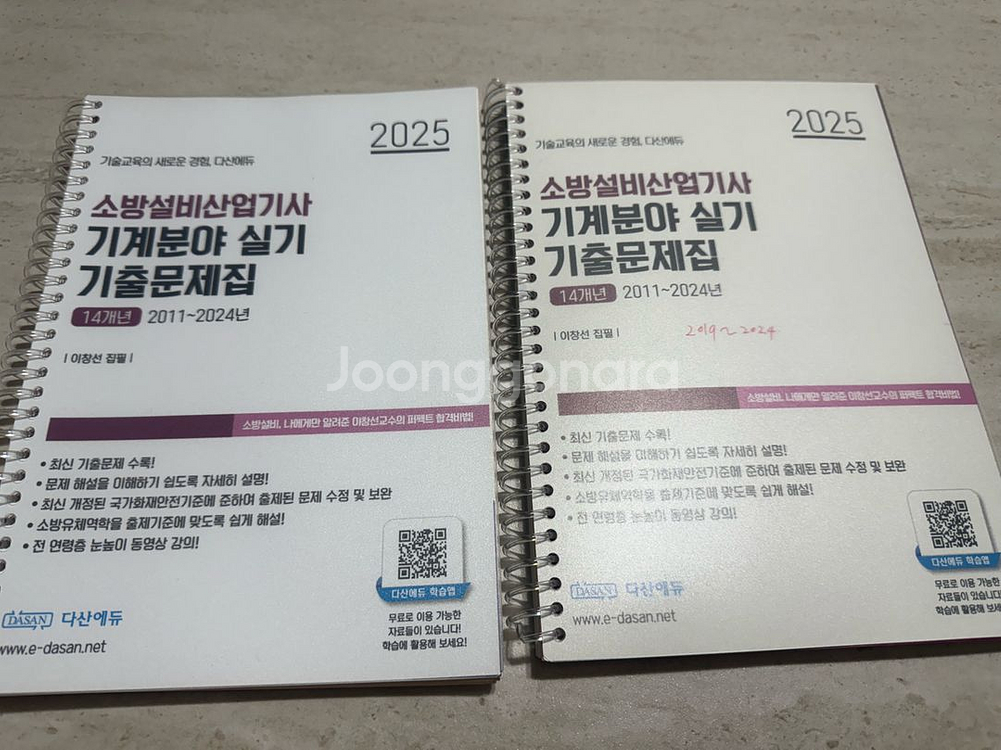 2025
기술교육의 새로운 경험, 다산에듀
소방설비산업기사
기계분야 실기
기출문제집
14개년 2011~2024년
| 이창선 집필 |
소방설비, 나에게만 알려준 이창선교수의 퍼펙트 합격비법!
• 최신 기출문제 수록!
• 문제 해설을 이해하기 쉽도록 자세히 설명!
• 최신 개정된 국가화재안전기준에 준하여 출제된 문제 수정 및 보완
• 소방유체역학을 출제기준에 맞도록 쉽게 해설!
• 전 연령층 눈높이 동영상 강의!
다산에듀 학습앱
무료로 이용 가능한
자료들이 있습니다!
학습에 활용해 보세요!
DASAN 다산에듀
www.e-dasan.net
2025
기술교육의 새로운 경험, 다산에듀
소방설비산업기사
기계분야 실기
기출문제집
14개년 2011~2024년
| 이창선 집필 |
2019~2024
소방설비, 나에게만 알려준 이창선교수의 퍼펙트 합격비법!
• 최신 기출문제 수록!
• 문제 해설을 이해하기 쉽도록 자세히 설명!
• 최신 개정된 국가화재안전기준에 준하여 출제된 문제 수정 및 보완
• 소방유체역학을 출제기준에 맞도록 쉽게 해설!
• 전 연령층 눈높이 동영상 강의!
다산에듀 학습앱
무료로 이용 가능한
자료들이 있습니다!
학습에 활용해 보세
DASAN 다산에듀
www.e-dasan.net
Joonggonara